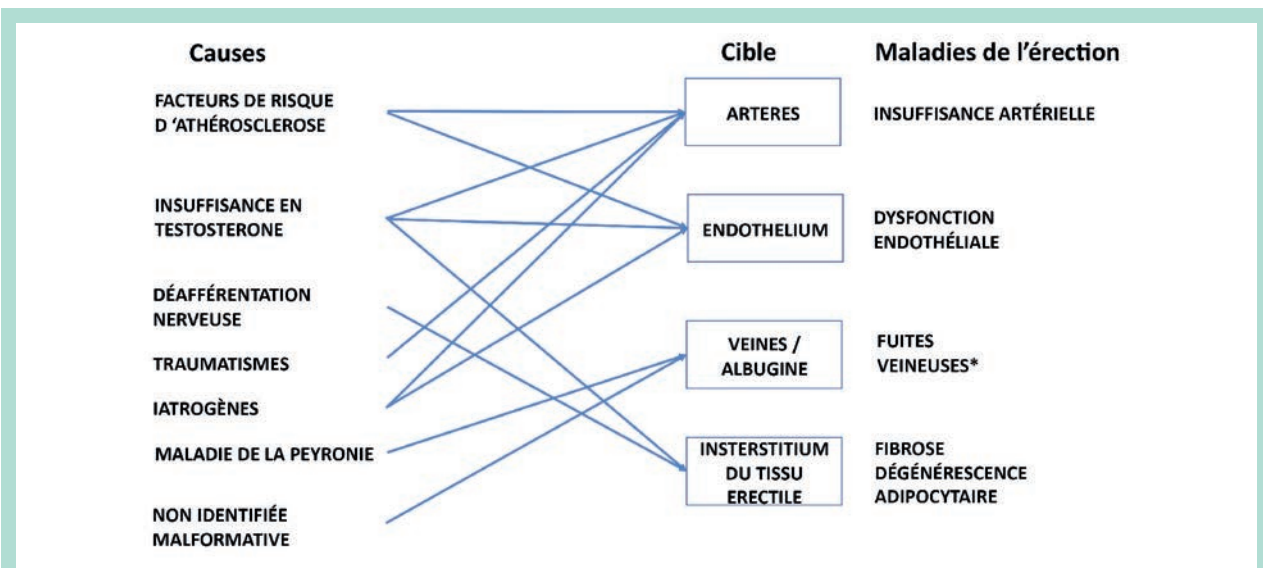 Causes
Cible
Maladies de l'érection
FACTEURS DE RISQUE
D 'ATHÉROSCLEROSE
ARTERES
INSUFFISANCE ARTÉRIELLE
INSUFFISANCE EN
TESTOSTERONE
ENDOTHELIUM
DYSFONCTION
ENDOTHÉLIALE
DÉAFFÉRENTATION
NERVEUSE
TRAUMATISMES
VEINES /
ALBUGINE
FUITES
VEINEUSES*
IATROGÈNES
MALADIE DE LA PEYRONIE
INSTERSTITIUM
DU TISSU
ERECTILE
FIBROSE
DÉGÉNÉRESCENCE
ADIPOCYTAIRE
NON IDENTIFIÉE
MALFORMATIVE